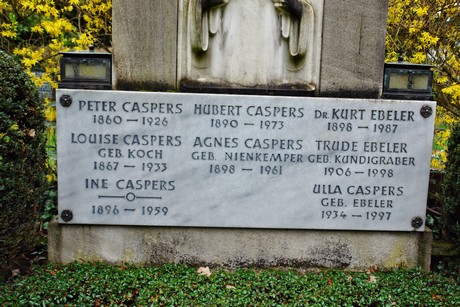 PETER CASPERS
1860 - 1926
LOUISE CASPERS
GEB. KOCH
1867 - 1933
INE CASPERS
1896 - 1959
HUBERT CASPERS
1890 - 1973
AGNES CASPERS
GEB. NIENKEMPER
1898 - 1961
DR KURT EBELER
1898 - 1987
TRUDE EBELER
GEB. KUNDIGRABER
1906 - 1998
ULLA CASPERS
GEB. EBELER
1934 - 1997